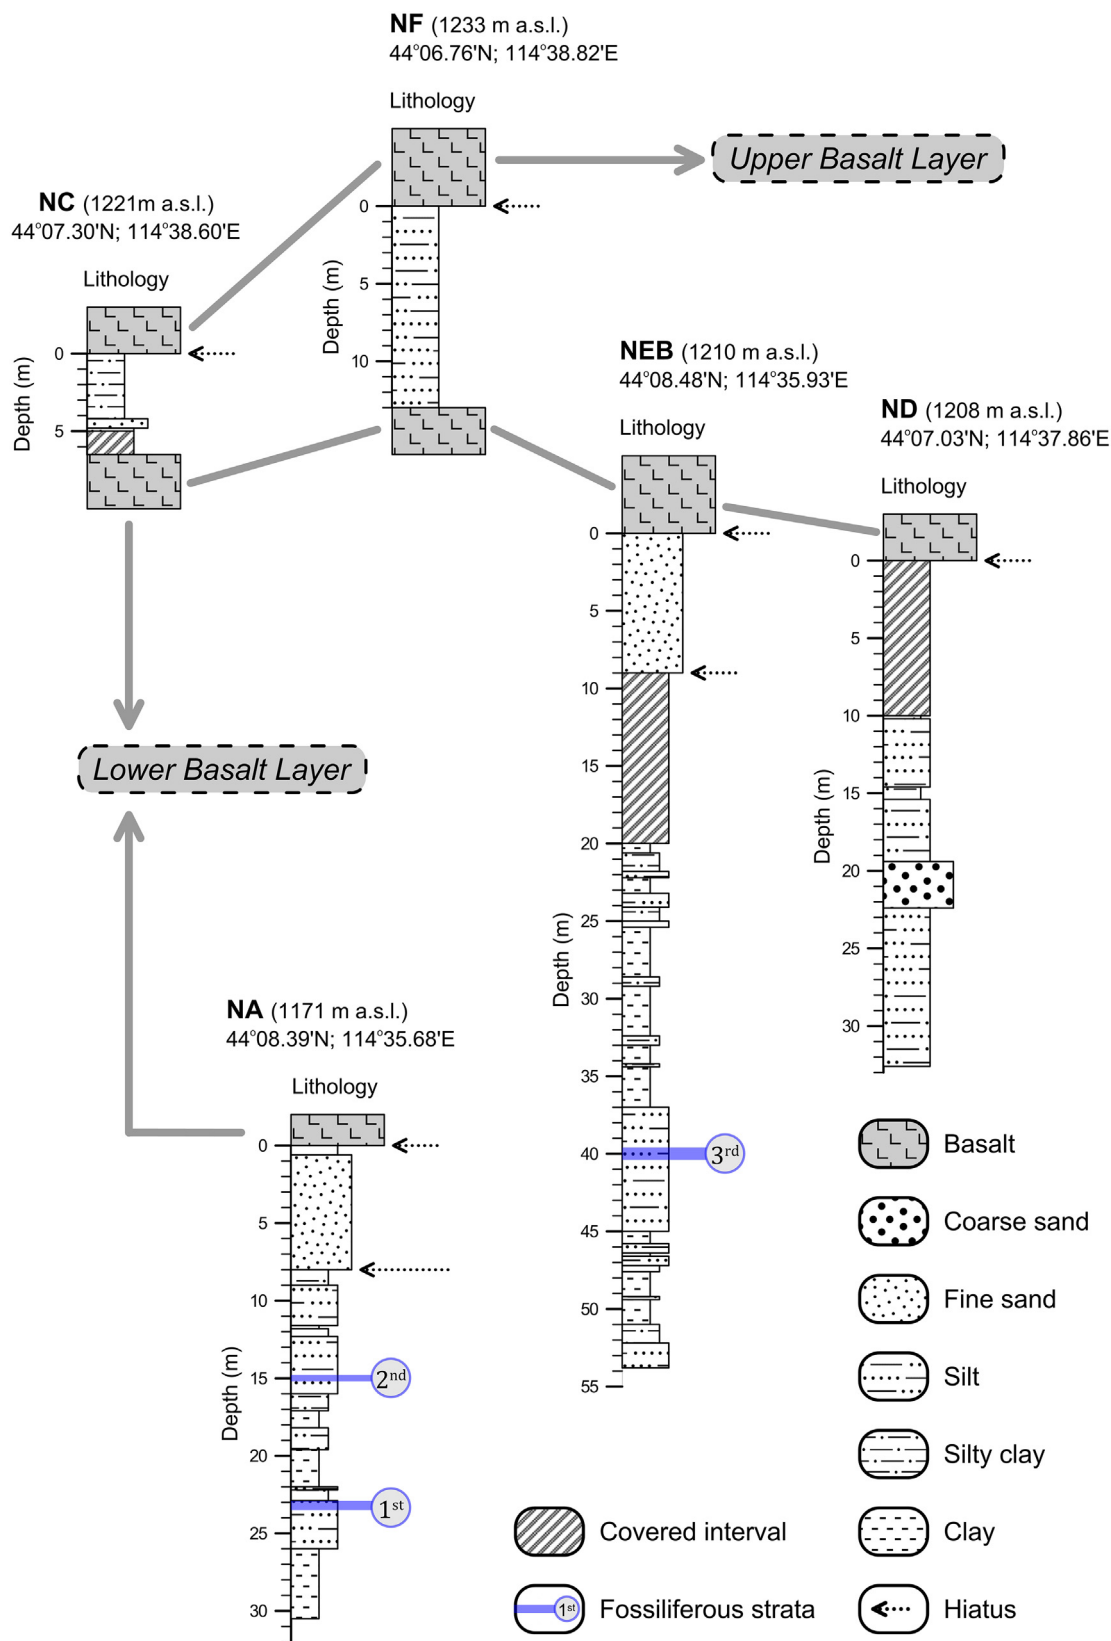 NF (1233 m a.s.l.)
44°06.76'N; 114°38.82'E
Lithology
Upper Basalt Layer
NC (1221m a.s.l.)
44°07.30'N; 114°38.60'E
Lithology
0
5
Depth (m)
0
5
10
Depth (m)
NEB (1210 m a.s.l.)
44°08.48'N; 114°35.93'E
Lithology
0
5
10
15
20
25
30
35
40
45
50
55
Depth (m)
3rd
ND (1208 m a.s.l.)
44°07.03'N; 114°37.86'E
Lithology
0
5
10
15
20
25
30
Depth (m)
Lower Basalt Layer
NA (1171 m a.s.l.)
44°08.39'N; 114°35.68'E
Lithology
0
5
10
15
20
25
30
Depth (m)
2nd
1st
Basalt
Coarse sand
Fine sand
Silt
Silty clay
Covered interval
Clay
1st
Fossiliferous strata
Hiatus